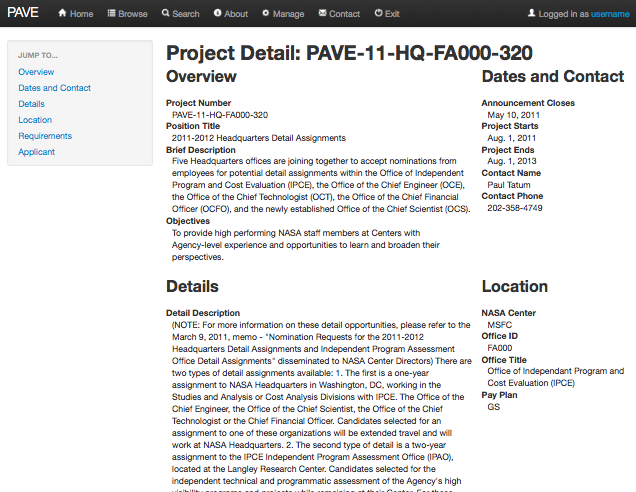 PAVE Home Browse Search About Manage Contact Exit Logged in as username
JUMP TO...
Overview
Dates and Contact
Details
Location
Requirements
Applicant
Project Detail: PAVE-11-HQ-FA000-320
Overview
Project Number
PAVE-11-HQ-FA000-320
Position Title
2011-2012 Headquarters Detail Assignments
Brief Description
Five Headquarters offices are joining together to accept nominations from
employees for potential detail assignments within the Office of Independent
Program and Cost Evaluation (IPCE), the Office of the Chief Engineer (OCE),
the Office of the Chief Technologist (OCT), the Office of the Chief Financial
Officer (OCFO), and the newly established Office of the Chief Scientist (OCS).
Objectives
To provide high performing NASA staff members at Centers with
Agency-level experience and opportunities to learn and broaden their
perspectives.
Dates and Contact
Announcement Closes
May 10, 2011
Project Starts
Aug. 1, 2011
Project Ends
Aug. 1, 2013
Contact Name
Paul Tatum
Contact Phone
202-358-4749
Details
Detail Description
(NOTE: For more information on these detail opportunities, please refer to the
March 9, 2011, memo - "Nomination Requests for the 2011-2012
Headquarters Detail Assignments and Independent Program Assessment
Office Detail Assignments" disseminated to NASA Center Directors) There are
two types of detail assignments available: 1. The first is a one-year
assignment to NASA Headquarters in Washington, DC, working in the
Studies and Analysis or Cost Analysis Divisions with IPCE. The Office of the
Chief Engineer, the Office of the Chief Scientist, the Office of the Chief
Technologist or the Chief Financial Officer. Candidates selected for an
assignment to one of these organizations will be extended travel and will
work at NASA Headquarters. 2. The second type of detail is a two-year
assignment to the IPCE Independent Program Assessment Office (IPAO),
located at the Langley Research Center. Candidates selected for the
independent technical and programmatic assessment of the Agency's high
visibility programs and projects while remaining at their Center. For these
Location
NASA Center
MSFC
Office ID
FA000
Office Title
Office of Independant Program and
Cost Evaluation (IPCE)
Pay Plan
GS